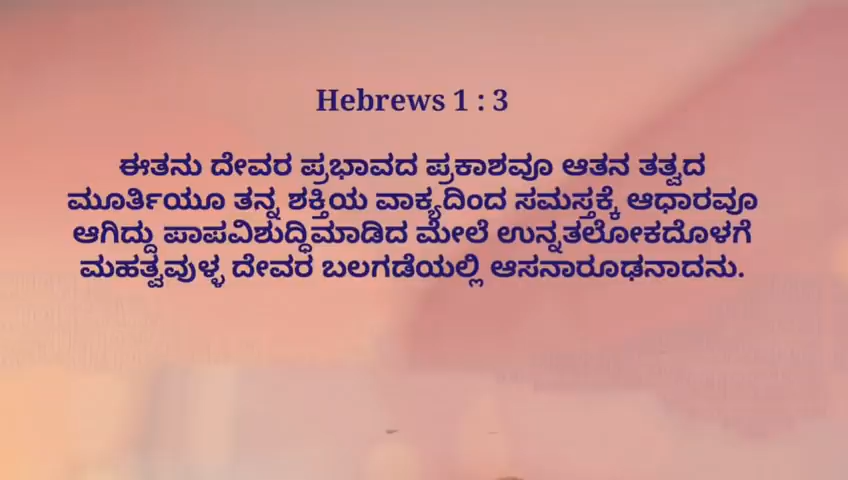 Hebrews 1 : 3
ಈತನು ದೇವರ ಪ್ರಭಾವದ ಪ್ರಕಾಶವೂ ಆತನ ತತ್ವದ
ಮೂರ್ತಿಯೂ ತನ್ನ ಶಕ್ತಿಯ ವಾಕ್ಯದಿಂದ ಸಮಸ್ತಕ್ಕೆ ಆಧಾರವೂ
ಆಗಿದ್ದು ಪಾಪವಿಶುದ್ಧಿಮಾಡಿದ ಮೇಲೆ ಉನ್ನತಲೋಕದೊಳಗೆ
ಮಹತ್ವವುಳ್ಳ ದೇವರ ಬಲಗಡೆಯಲ್ಲಿ ಆಸನಾರೂಢನಾದನು.